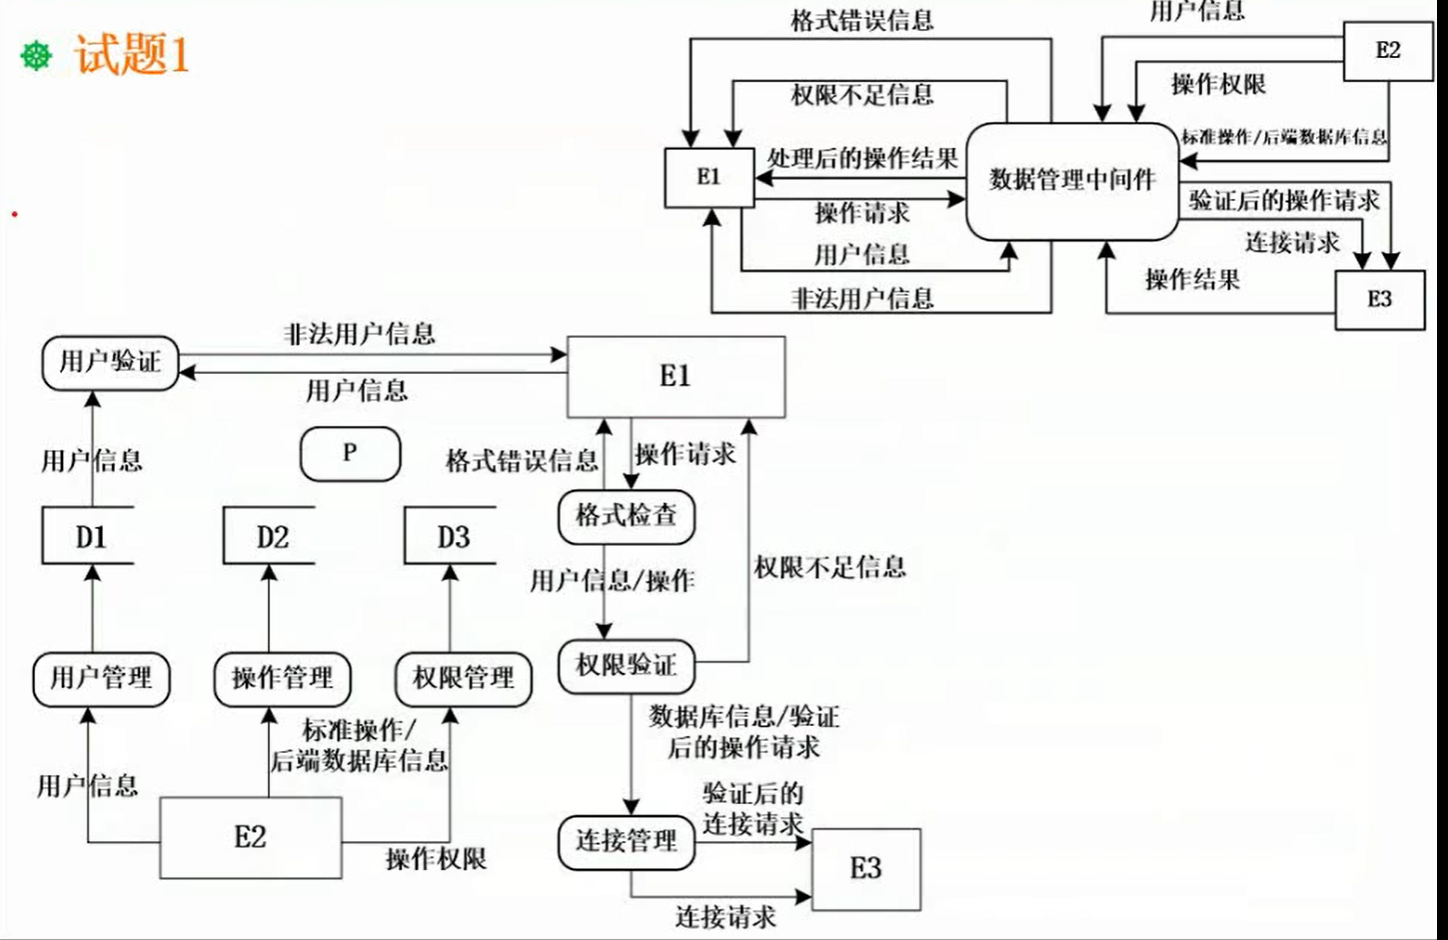 试题1
格式错误信息
用户信息
E2
操作权限
权限不足信息
标准操作/后端数据库信息
处理后的操作结果
E1
数据管理中间件
操作请求
验证后的操作请求
连接请求
用户信息
操作结果
非法用户信息
E3
非法用户信息
用户验证
E1
用户信息
P
用户信息
格式错误信息
操作请求
D1
D2
D3
格式检查
用户信息/操作
权限不足信息
用户管理
操作管理
权限管理
权限验证
标准操作/
后端数据库信息
数据库信息/验证
后的操作请求
用户信息
验证后的
连接请求
E2
操作权限
连接管理
E3
连接请求